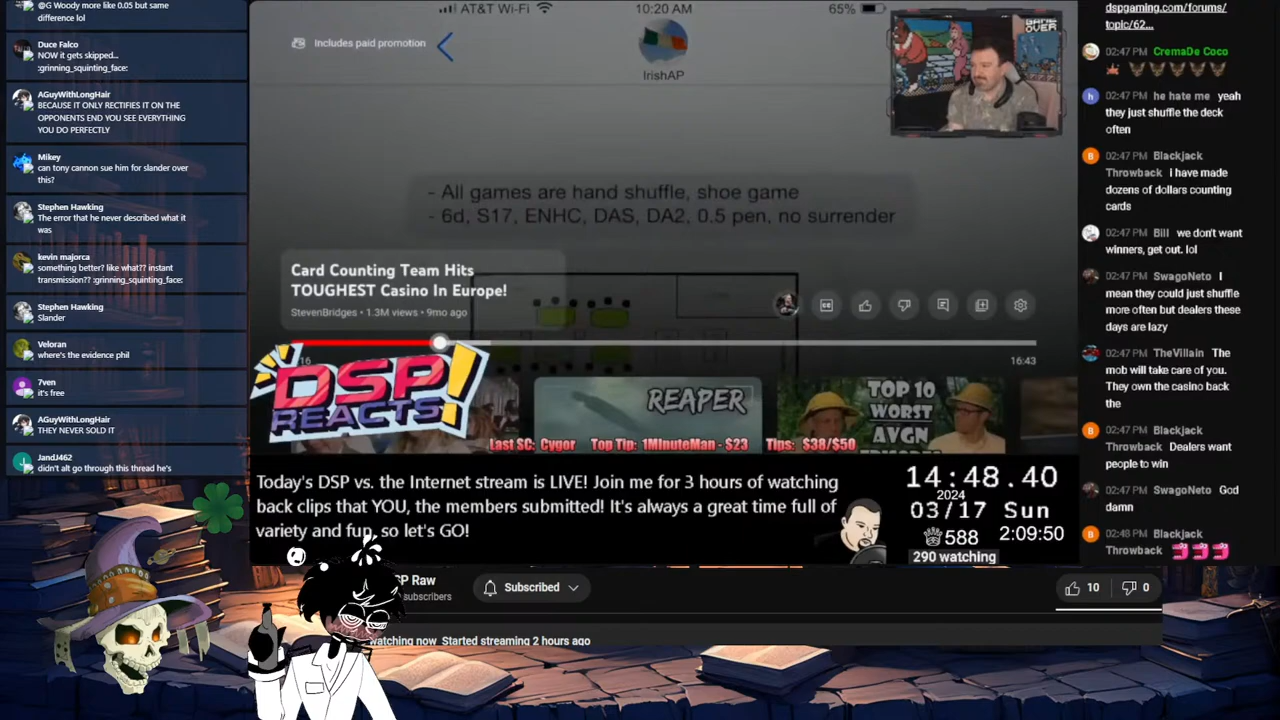 @G Woody more like 0.05 but same
difference lol
Duce Falco
NOW it gets skipped...
:grinning_squinting_face:
AGuyWithLongHair
BECAUSE IT ONLY RECTIFIES IT ON THE
OPPONENTS END YOU SEE EVERYTHING
YOU DO PERFECTLY
Mikey
can tony cannon sue him for slander over
this?
Stephen Hawking
The error that he never described what it
was
kevin majorca
something better? like what?? instant
transmission?? :grinning_squinting_face:
Stephen Hawking
Slander
Veloran
where's the evidence phil
7ven
it's free
AGuyWithLongHair
THEY NEVER SOLD IT
JandJ462
didn't alt go through this thread he's
AT&T Wi-Fi
10:20 AM
65%
Includes paid promotion
IrishAP
GAME
OVER
- All games are hand shuffle, shoe game
- 6d, S17, ENHC, DAS, DA2, 0.5 pen, no surrender
Card Counting Team Hits
TOUGHEST Casino In Europe!
StevenBridges • 1.3M views • 9mo ago
CC
16
16:43
DSP!
REACTS!
REAPER
TOP 10
WORST
AVGN
Last SC: Cygor Top Tip: 1MInuteMan - $23 Tips: $38/$50
Today's DSP vs. the Internet stream is LIVE! Join me for 3 hours of watching
back clips that YOU, the members submitted! It's always a great time full of
variety and fun, so let's GO!
14:48.40
2024
03/17 Sun
588
2:09:50
290 watching
SP Raw
subscribers
Subscribed
10
0
watching now Started streaming 2 hours ago
dspgaming.com/forums/
topic/62...
02:47 PM CremaDe Coco
02:47 PM he hate me yeah
they just shuffle the deck
often
02:47 PM Blackjack
Throwback i have made
dozens of dollars counting
cards
02:47 PM Bill we don't want
winners, get out. lol
02:47 PM SwagoNeto I
mean they could just shuffle
more often but dealers these
days are lazy
02:47 PM TheVillain The
mob will take care of you.
They own the casino back
the
02:47 PM Blackjack
Throwback Dealers want
people to win
02:47 PM SwagoNeto God
damn
02:48 PM Blackjack
Throwback